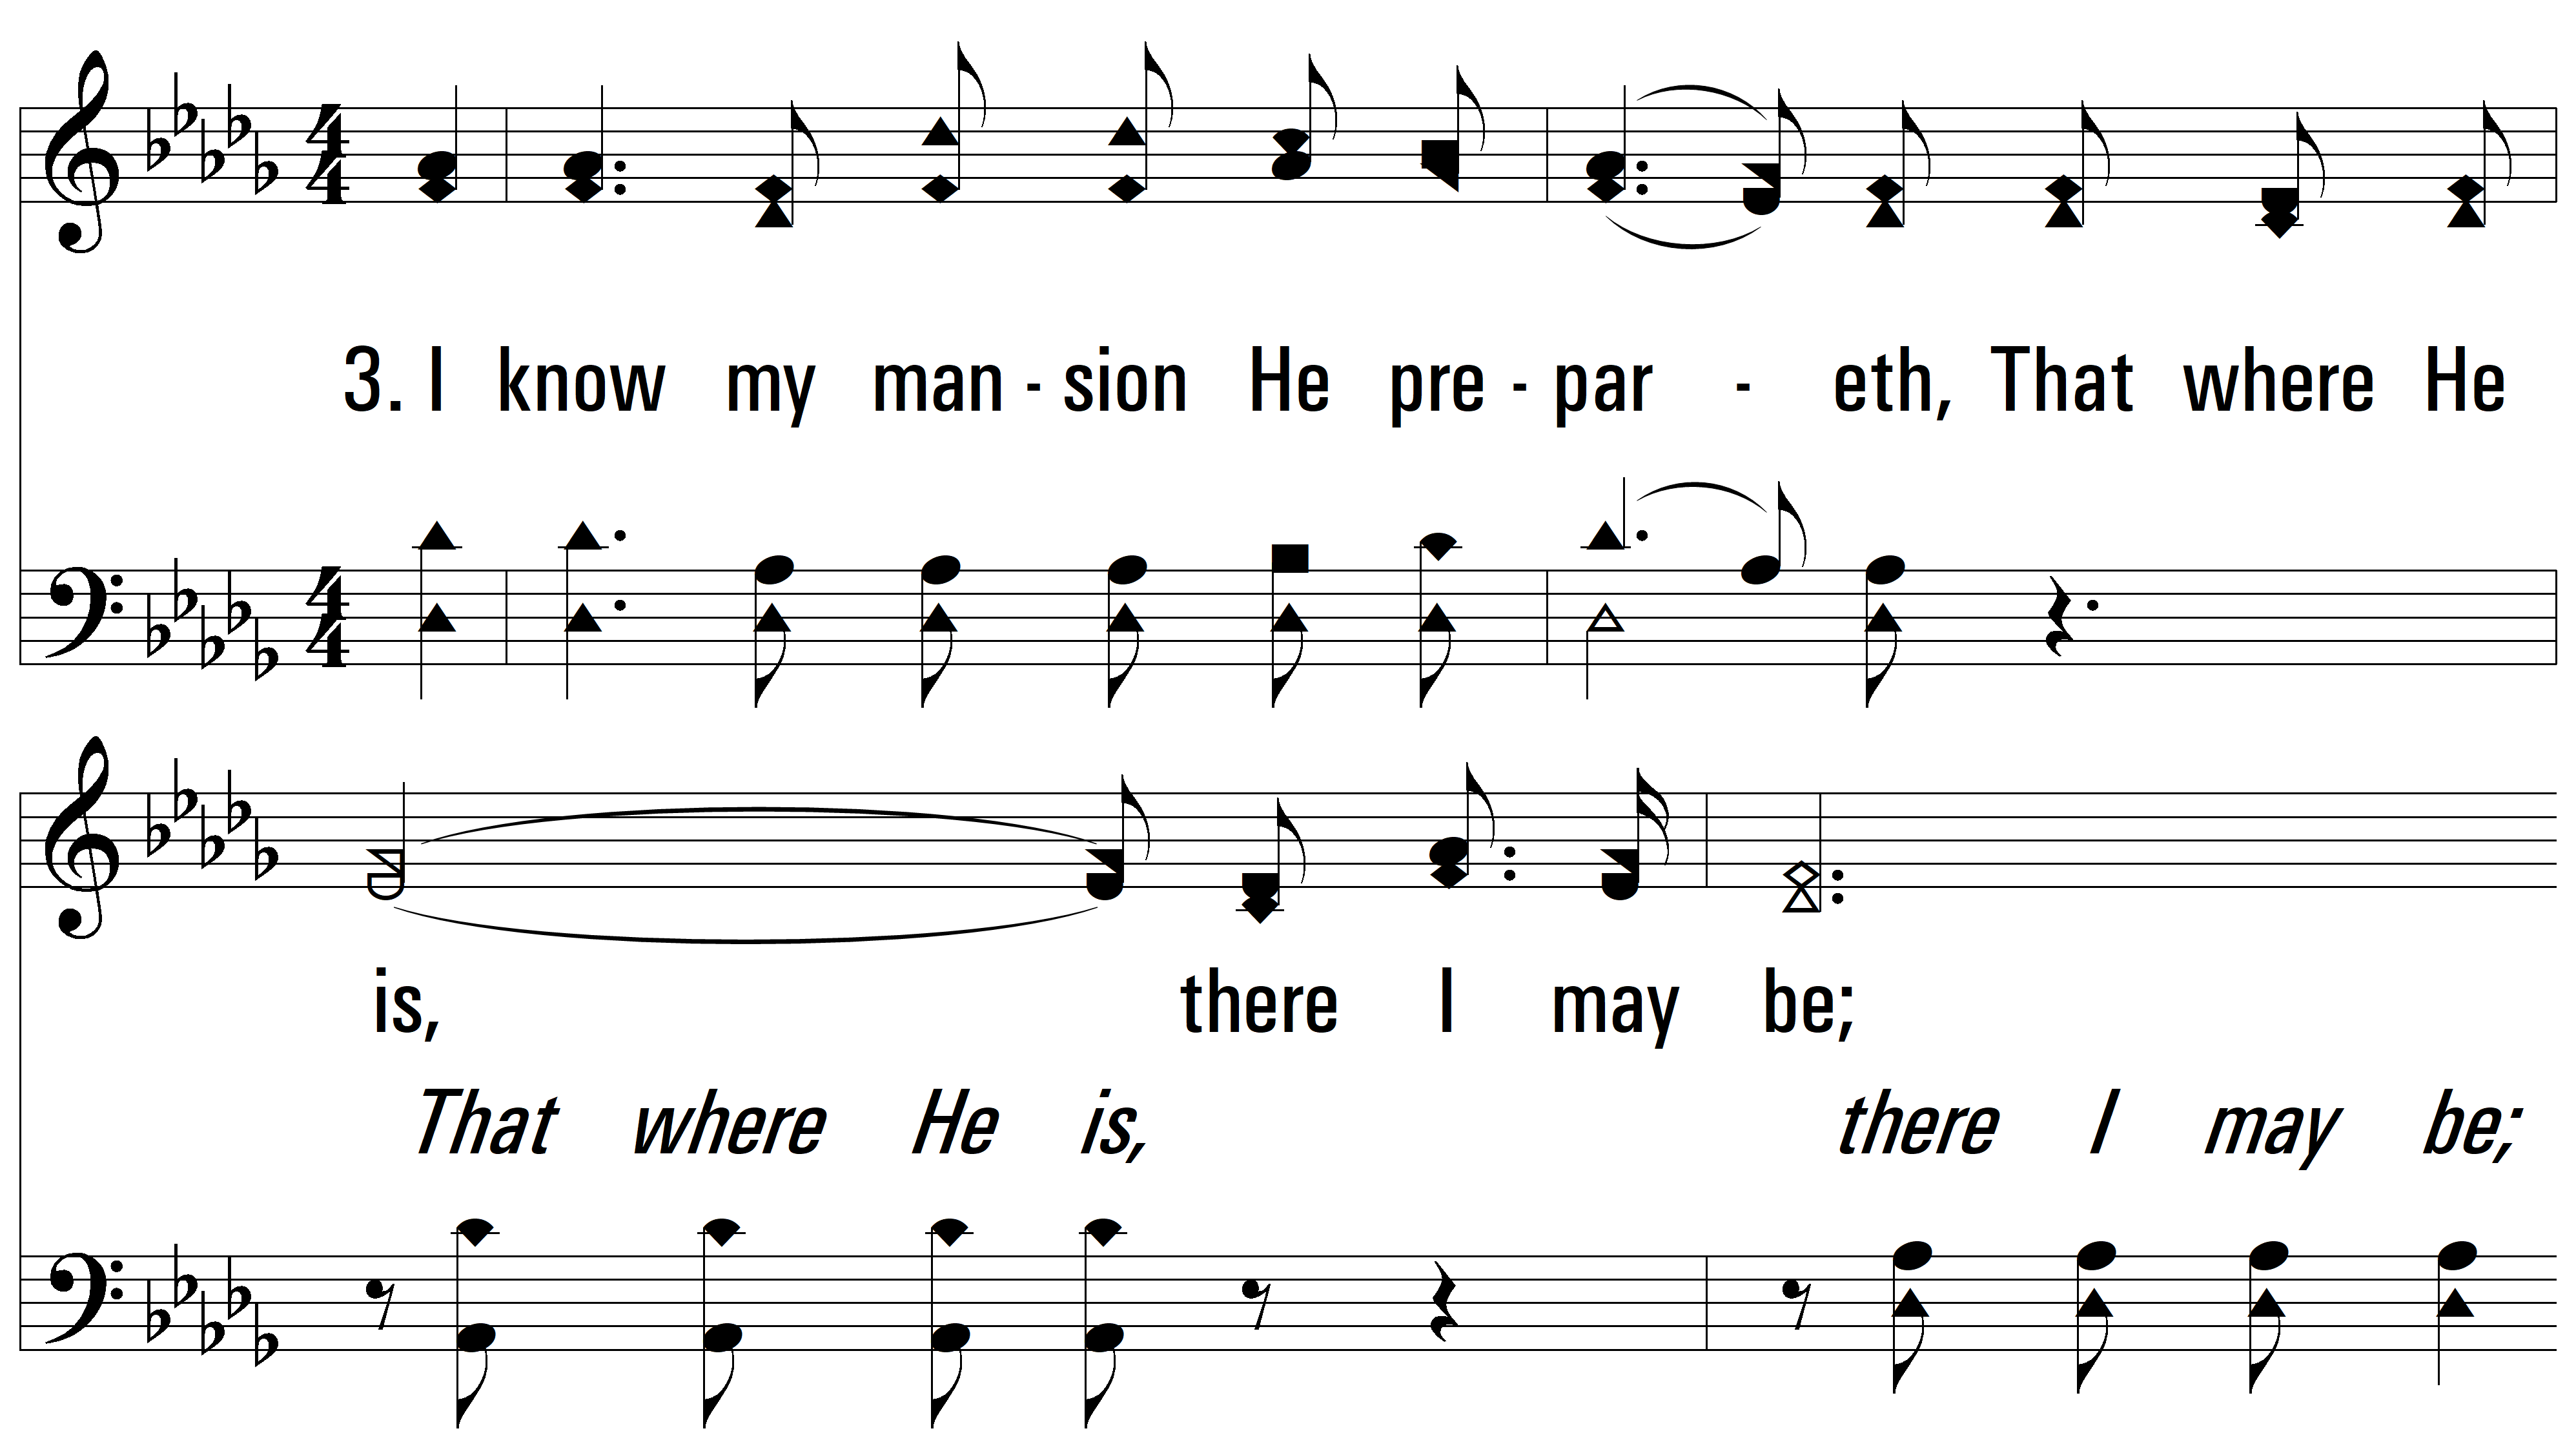 3. I know my man - sion He pre - par - eth, That where He
is, there I may be;
That where He is, there I may be;